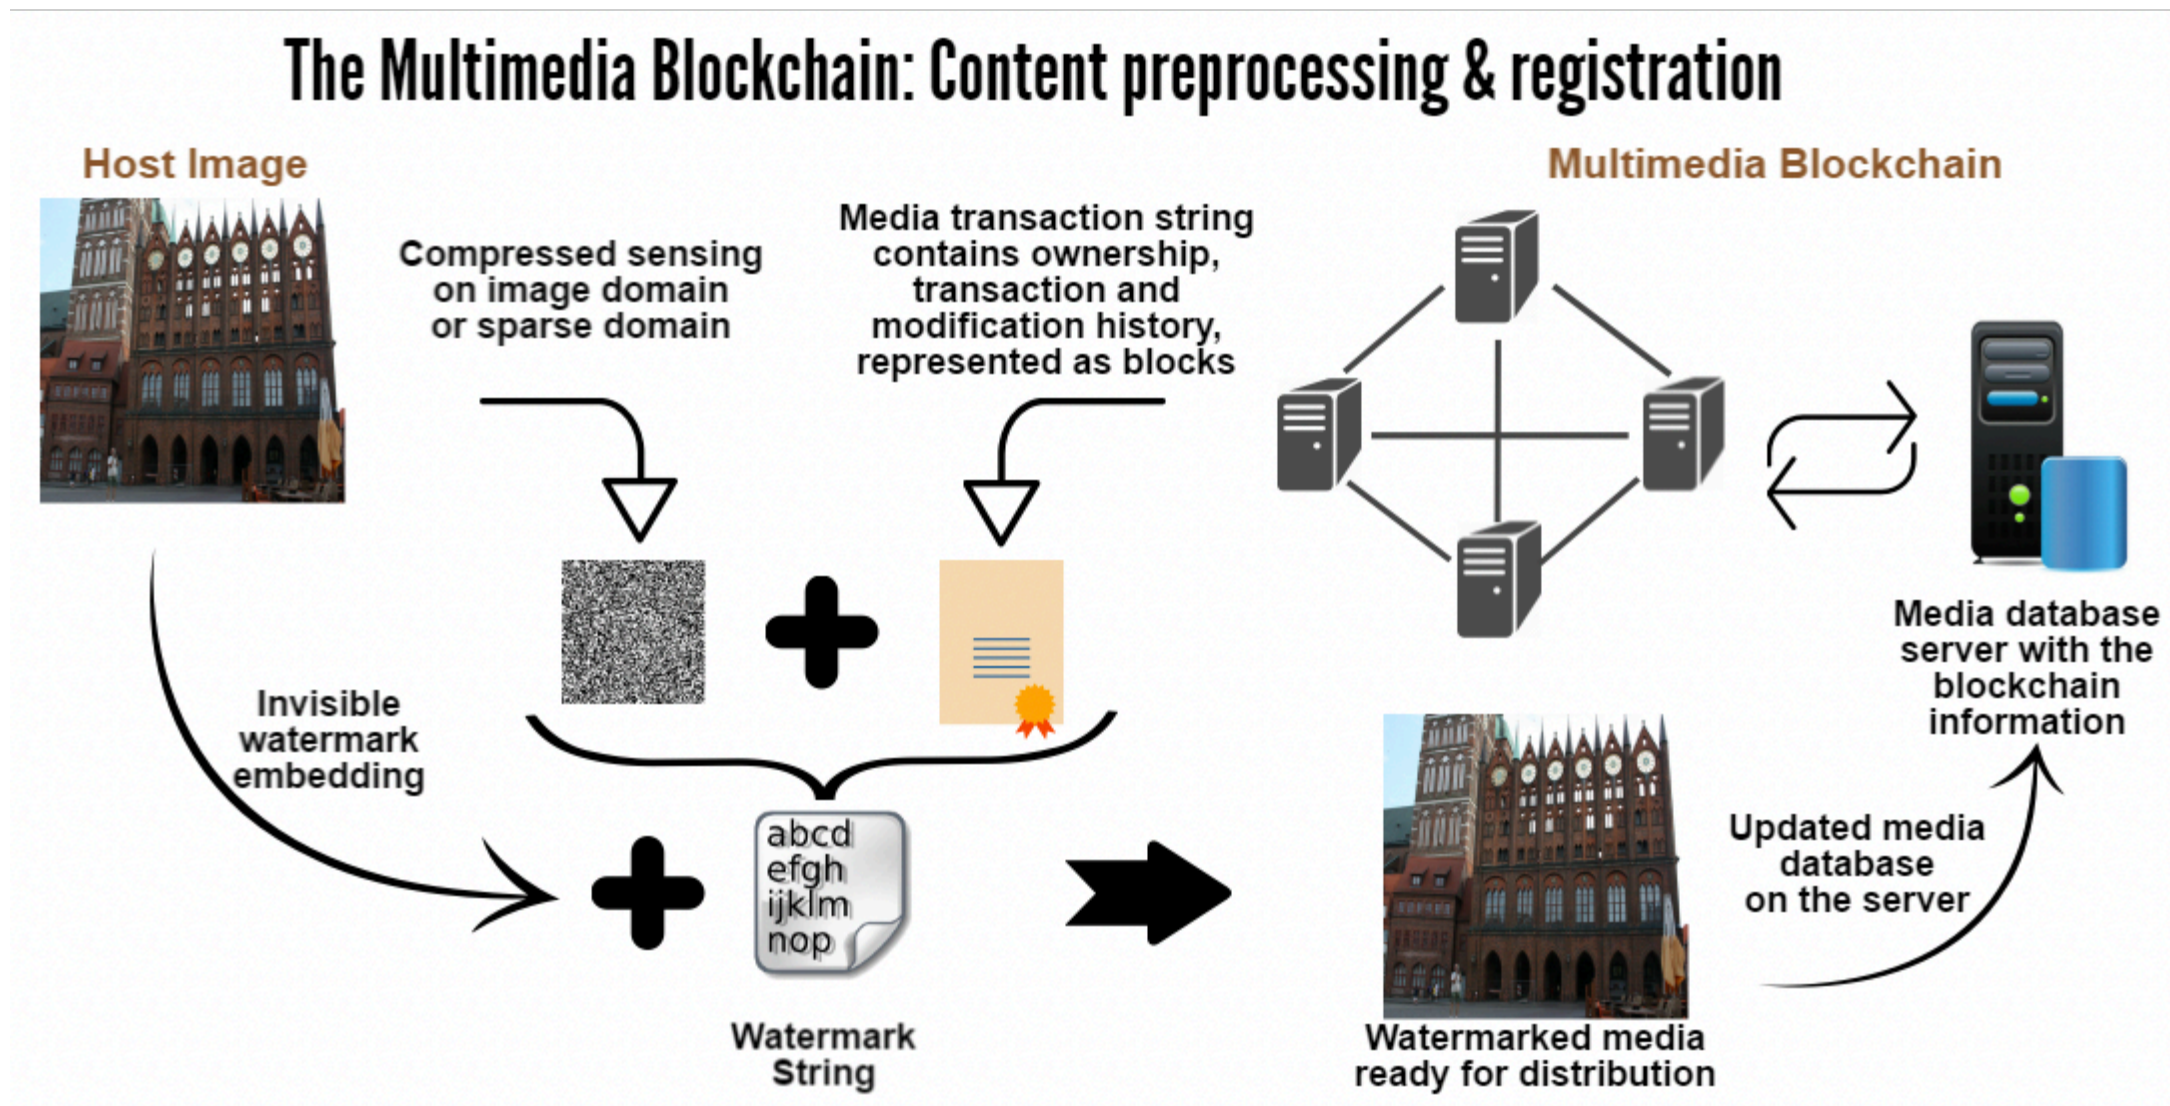 The Multimedia Blockchain: Content preprocessing & registration
Host Image
Compressed sensing
on image domain
or sparse domain
Media transaction string
contains ownership,
transaction and
modification history,
represented as blocks
Multimedia Blockchain
Media database
server with the
blockchain
information
Invisible
watermark
embedding
abcd
efgh
ijklm
nop
Watermark
String
Watermarked media
ready for distribution
Updated media
database
on the server